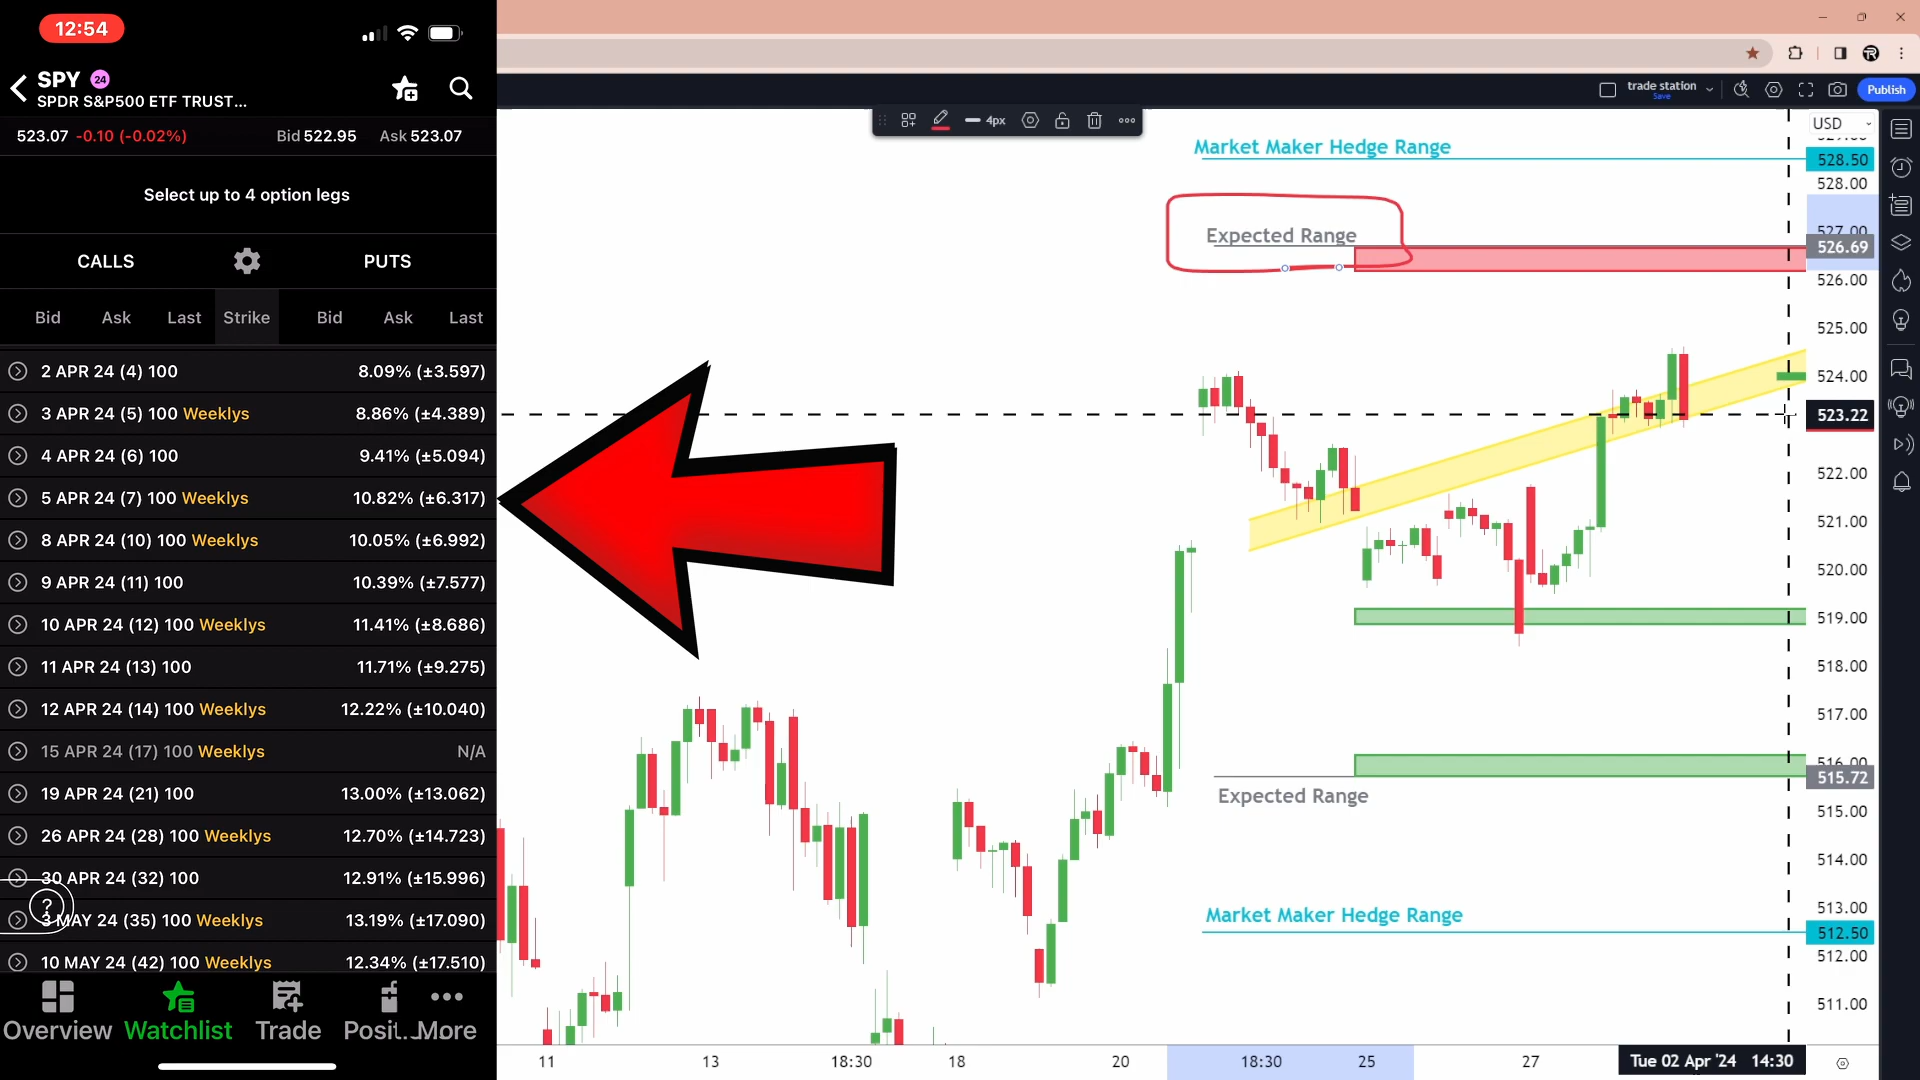 12:54
SPY 24
SPDR S&P500 ETF TRUST...
523.07 -0.10 (-0.02%) Bid 522.95 Ask 523.07
Select up to 4 option legs
CALLS PUTS
Bid Ask Last Strike Bid Ask Last
2 APR 24 (4) 100 8.09% (±3.597)
3 APR 24 (5) 100 Weeklys 8.86% (±4.389)
4 APR 24 (6) 100 9.41% (±5.094)
5 APR 24 (7) 100 Weeklys 10.82% (±6.317)
8 APR 24 (10) 100 Weeklys 10.05% (±6.992)
9 APR 24 (11) 100 10.39% (±7.577)
10 APR 24 (12) 100 Weeklys 11.41% (±8.686)
11 APR 24 (13) 100 11.71% (±9.275)
12 APR 24 (14) 100 Weeklys 12.22% (±10.040)
15 APR 24 (17) 100 Weeklys N/A
19 APR 24 (21) 100 13.00% (±13.062)
26 APR 24 (28) 100 Weeklys 12.70% (±14.723)
30 APR 24 (32) 100 12.91% (±15.996)
?
3 MAY 24 (35) 100 Weeklys 13.19% (±17.090)
10 MAY 24 (42) 100 Weeklys 12.34% (±17.510)
Overview Watchlist Trade Posit... More
trade station
Save
Publish
4px
USD
Market Maker Hedge Range
528.50
528.00
Expected Range
527.00
526.69
526.00
525.00
524.00
523.22
522.00
521.00
520.00
519.00
518.00
517.00
516.00
515.72
Expected Range
515.00
514.00
513.00
Market Maker Hedge Range
512.50
512.00
511.00
11 13 18:30 18 20 18:30 25 27 Tue 02 Apr '24 14:30